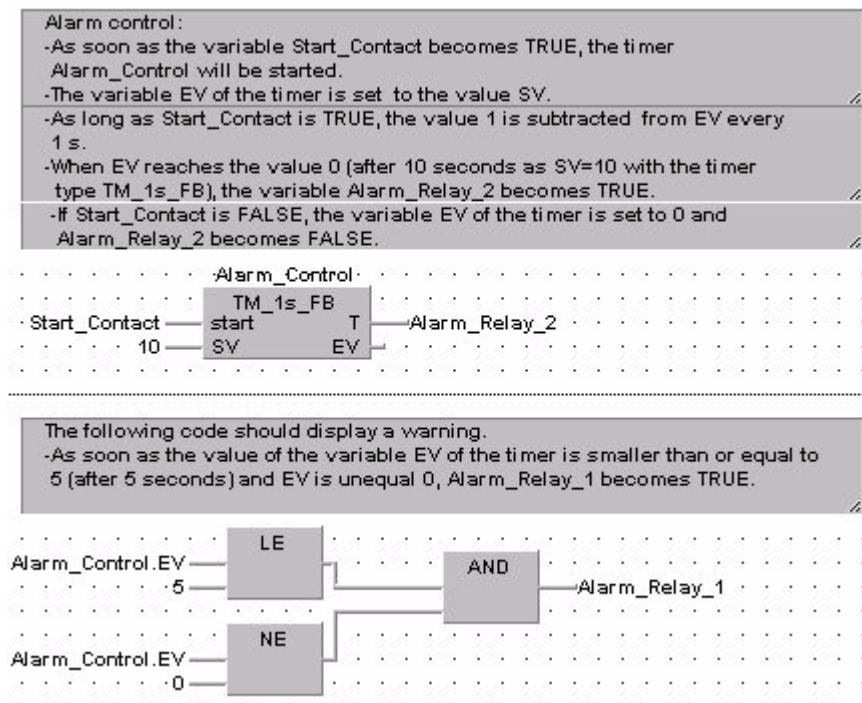 Alarm control:
-As soon as the variable Start_Contact becomes TRUE, the timer
Alarm_Control will be started.
-The variable EV of the timer is set to the value SV.
-As long as Start_Contact is TRUE, the value 1 is subtracted from EV every
1 s.
-When EV reaches the value 0 (after 10 seconds as SV=10 with the timer
type TM_1s_FB), the variable Alarm_Relay_2 becomes TRUE.
-If Start_Contact is FALSE, the variable EV of the timer is set to 0 and
Alarm_Relay_2 becomes FALSE.
Alarm_Control
TM_1s_FB
Start_Contact start T Alarm_Relay_2
10 SV EV
The following code should display a warning.
-As soon as the value of the variable EV of the timer is smaller than or equal to
5 (after 5 seconds) and EV is unequal 0, Alarm_Relay_1 becomes TRUE.
LE
Alarm_Control.EV
5
AND
Alarm_Relay_1
NE
Alarm_Control.EV
0